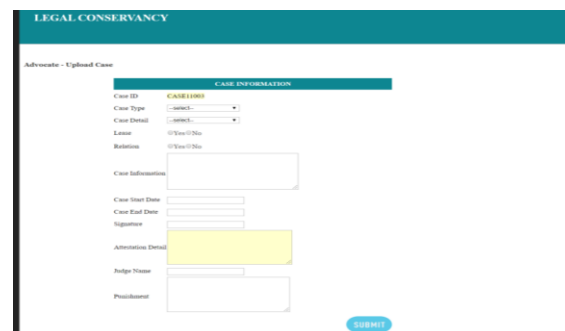 LEGAL CONSERVANCY
Advocate - Upload Case
CASE INFORMATION
Case ID CASE11003
Case Type --select--
Case Detail --select--
Lease Yes No
Relation Yes No
Case Information
Case Start Date
Case End Date
Signature
Attestation Detail
Judge Name
Punishment
SUBMIT